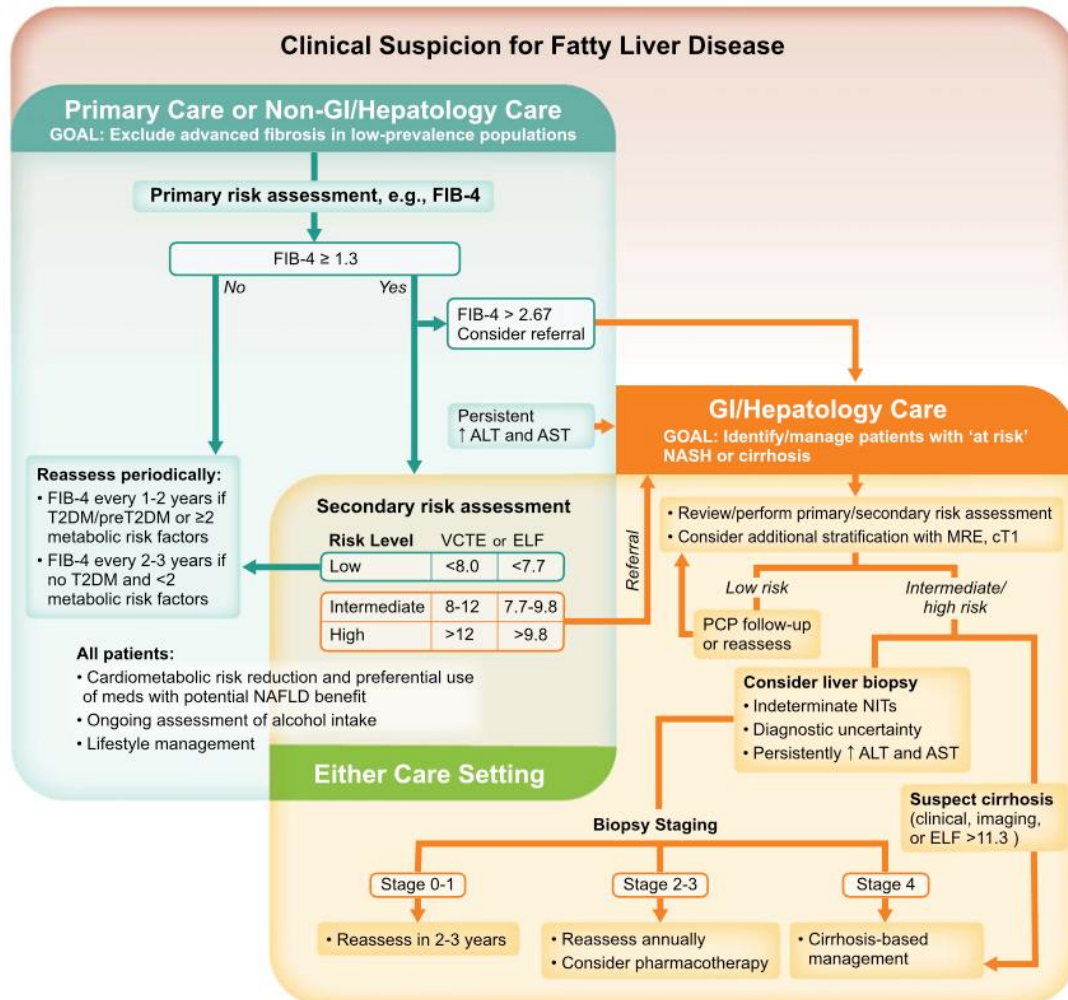 Clinical Suspicion for Fatty Liver Disease
Primary Care or Non-GI/Hepatology Care
GOAL: Exclude advanced fibrosis in low-prevalence populations
Primary risk assessment, e.g., FIB-4
FIB-4 ≥ 1.3
No
Yes
FIB-4 > 2.67
Consider referral
Persistent
↑ ALT and AST
GI/Hepatology Care
GOAL: Identify/manage patients with ‘at risk’
NASH or cirrhosis
Reassess periodically:
• FIB-4 every 1-2 years if
T2DM/preT2DM or ≥2
metabolic risk factors
• FIB-4 every 2-3 years if
no T2DM and <2
metabolic risk factors
Secondary risk assessment
Risk Level VCTE or ELF
Low <8.0 <7.7
Intermediate 8-12 7.7-9.8
High >12 >9.8
Referral
• Review/perform primary/secondary risk assessment
• Consider additional stratification with MRE, cT1
Low risk
Intermediate/
high risk
PCP follow-up
or reassess
All patients:
• Cardiometabolic risk reduction and preferential use
of meds with potential NAFLD benefit
• Ongoing assessment of alcohol intake
• Lifestyle management
Consider liver biopsy
• Indeterminate NITs
• Diagnostic uncertainty
• Persistently ↑ ALT and AST
Either Care Setting
Suspect cirrhosis
(clinical, imaging,
or ELF >11.3 )
Biopsy Staging
Stage 0-1
Stage 2-3
Stage 4
• Reassess in 2-3 years
• Reassess annually
• Consider pharmacotherapy
• Cirrhosis-based
management